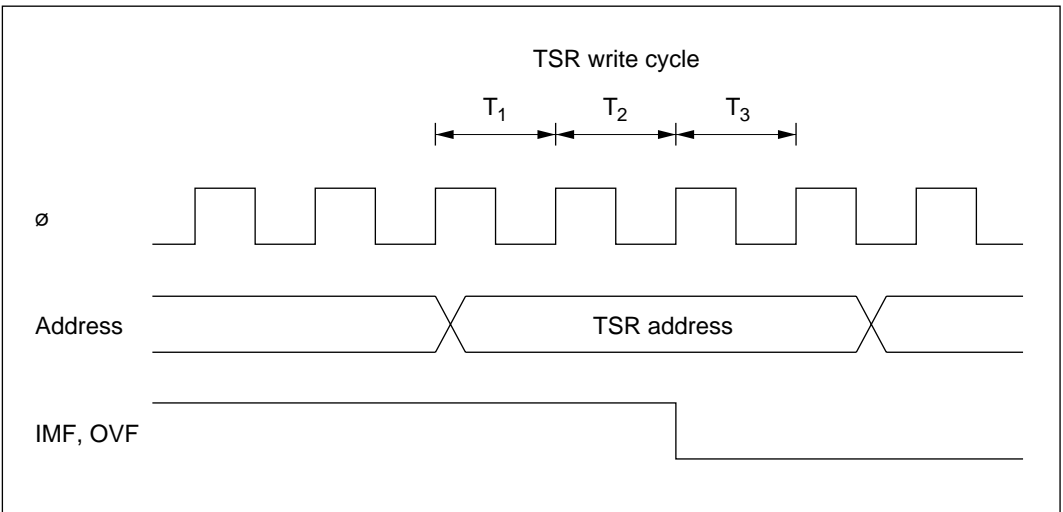 TSR write cycle
T1 T2 T3
ø
Address
TSR address
IMF, OVF